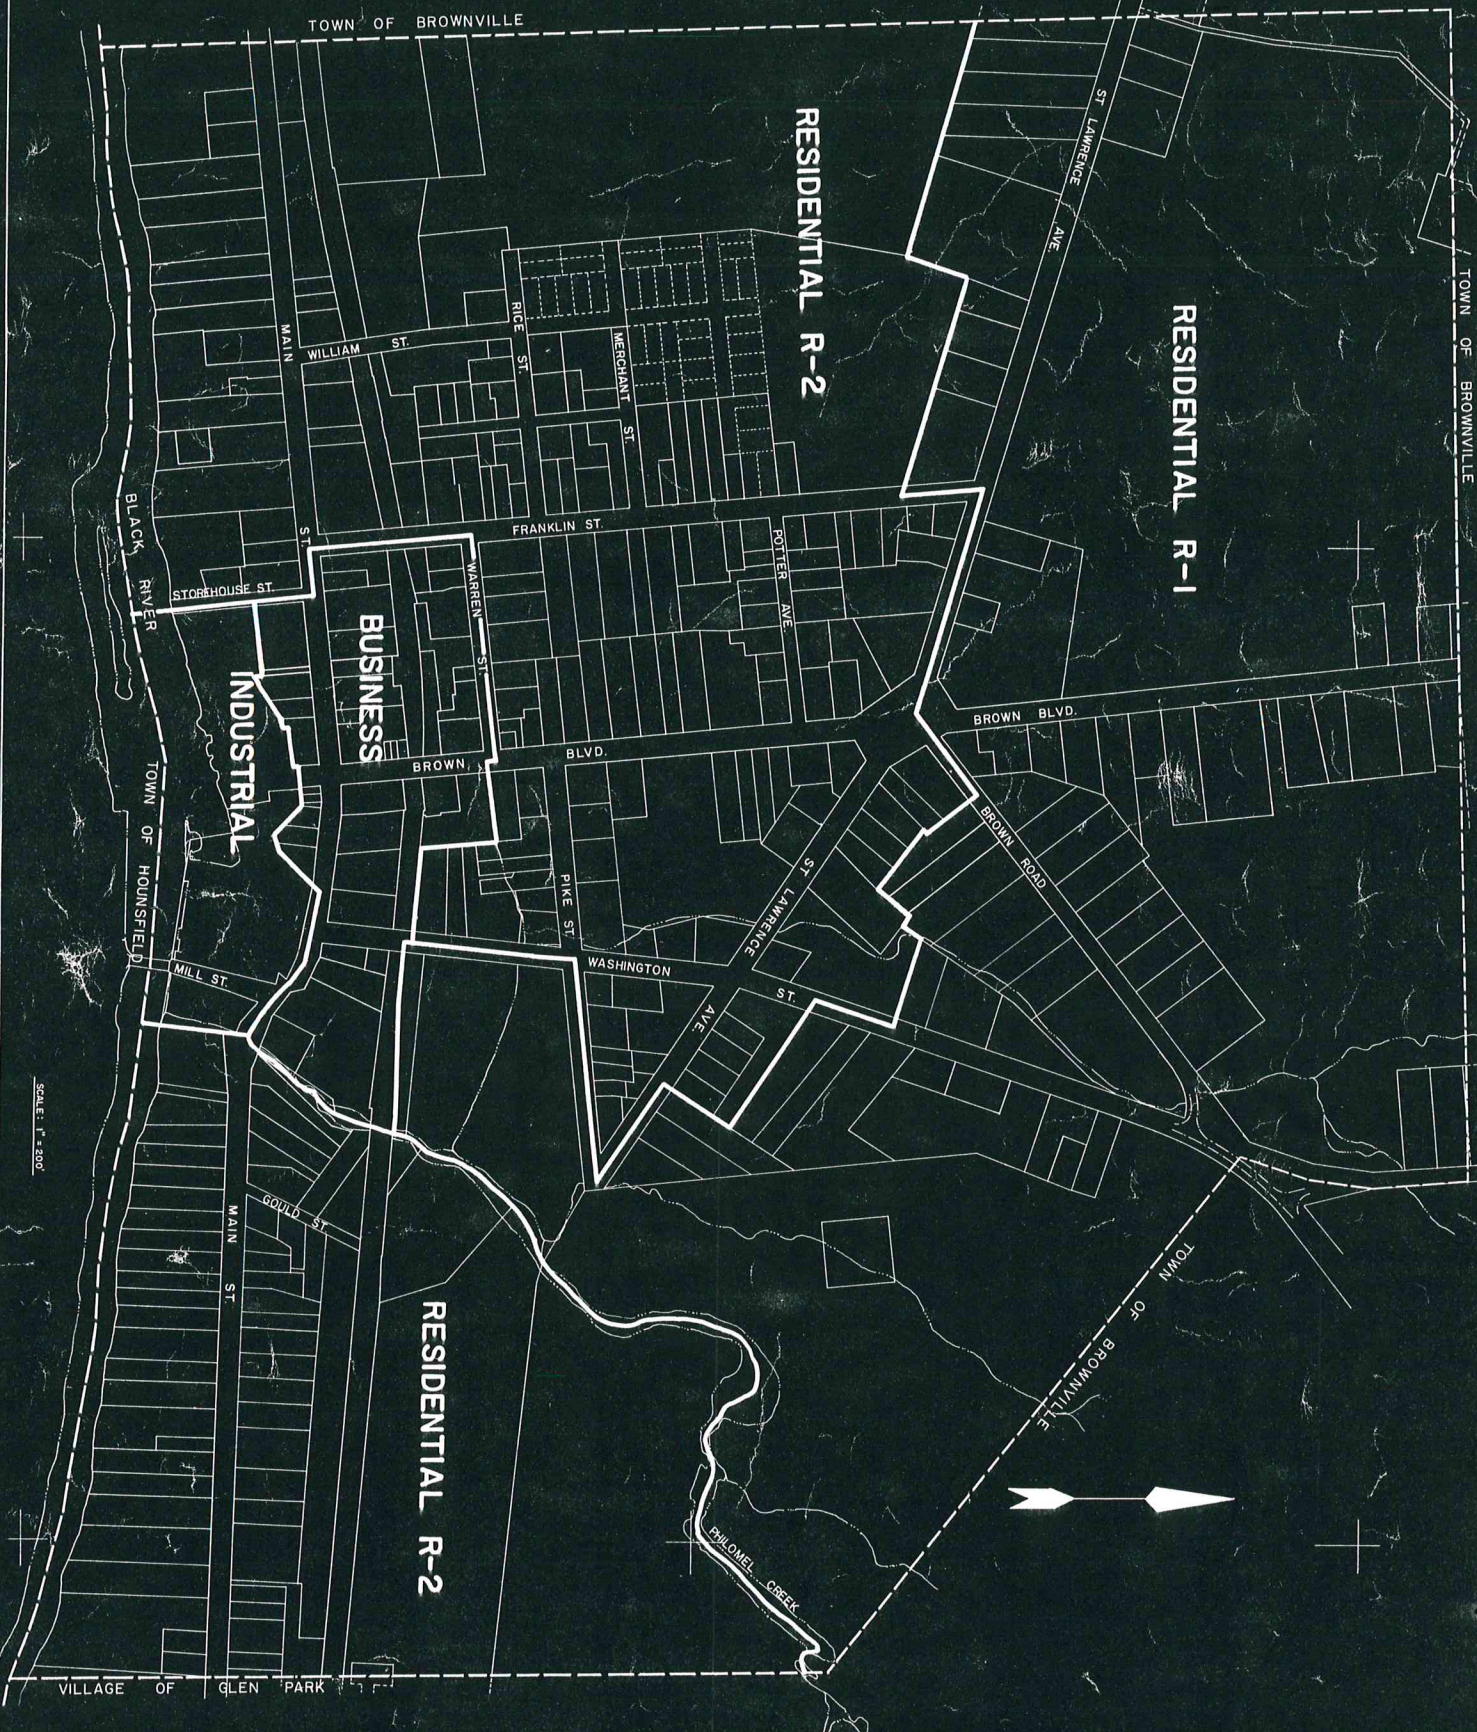 TOWN OF BROWNVILLE
ST LAWRENCE AVE.
RESIDENTIAL R-2
RESIDENTIAL R-1
TOWN OF BROWNVILLE
MAIN ST.
WILLIAM ST.
RICE ST.
MERCHANT ST.
FRANKLIN ST.
POTTER AVE.
BLACK RIVER
STOREHOUSE ST.
WARREN ST.
BUSINESS
INDUSTRIAL
BROWN BLVD.
BROWN BLVD.
BROWN ROAD
TOWN OF HOUNSFIELD
PIKE ST.
ST LAWRENCE AVE.
WASHINGTON ST.
MILL ST.
SCALE: 1" = 200'
MAIN ST.
GOULD ST.
RESIDENTIAL R-2
TOWN OF BROWNVILLE
PHILOMEL CREEK
VILLAGE OF GLEN PARK